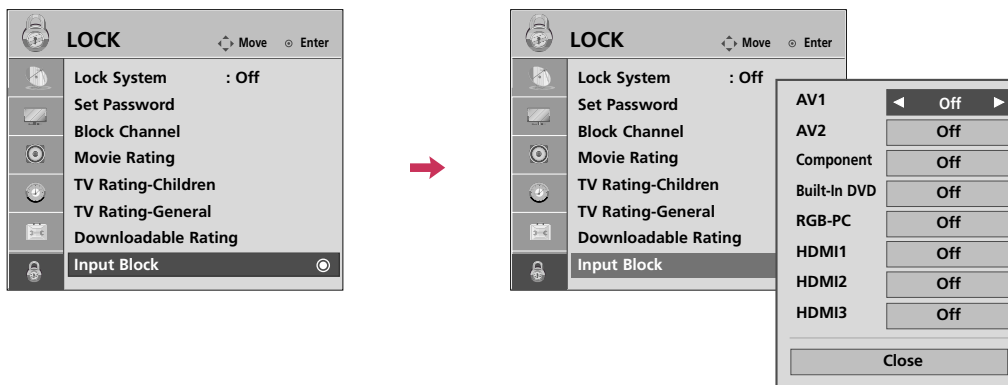 LOCK Move Enter
Lock System : Off
Set Password
Block Channel
Movie Rating
TV Rating-Children
TV Rating-General
Downloadable Rating
Input Block
LOCK Move Enter
Lock System : Off
Set Password
Block Channel
Movie Rating
TV Rating-Children
TV Rating-General
Downloadable Rating
Input Block
AV1 ◀ Off ▶
AV2 Off
Component Off
Built-In DVD Off
RGB-PC Off
HDMI1 Off
HDMI2 Off
HDMI3 Off
Close